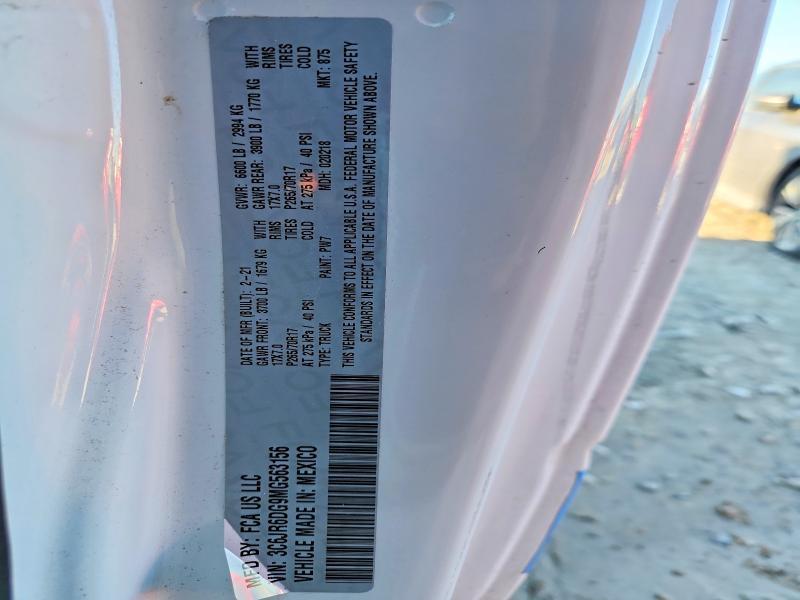 MFD BY: FCA US LLC
DATE OF MFR (BUILT): 2-21 GVWR: 6600 LB / 2994 KG
GAWR FRONT: 3700 LB / 1679 KG WITH GAWR REAR: 3900 LB / 1770 KG WITH
17X7.0 RIMS 17X7.0 RIMS
P265/70R17 TIRES P265/70R17 TIRES
AT 275 kPa / 40 PSI COLD AT 275 kPa / 40 PSI COLD
VIN: 3C6JR6DG9MG563156
TYPE: TRUCK PAINT: PW7 MDH: 020218 MKT: 875
VEHICLE MADE IN: MEXICO
THIS VEHICLE CONFORMS TO ALL APPLICABLE U.S.A. FEDERAL MOTOR VEHICLE SAFETY
STANDARDS IN EFFECT ON THE DATE OF MANUFACTURE SHOWN ABOVE.